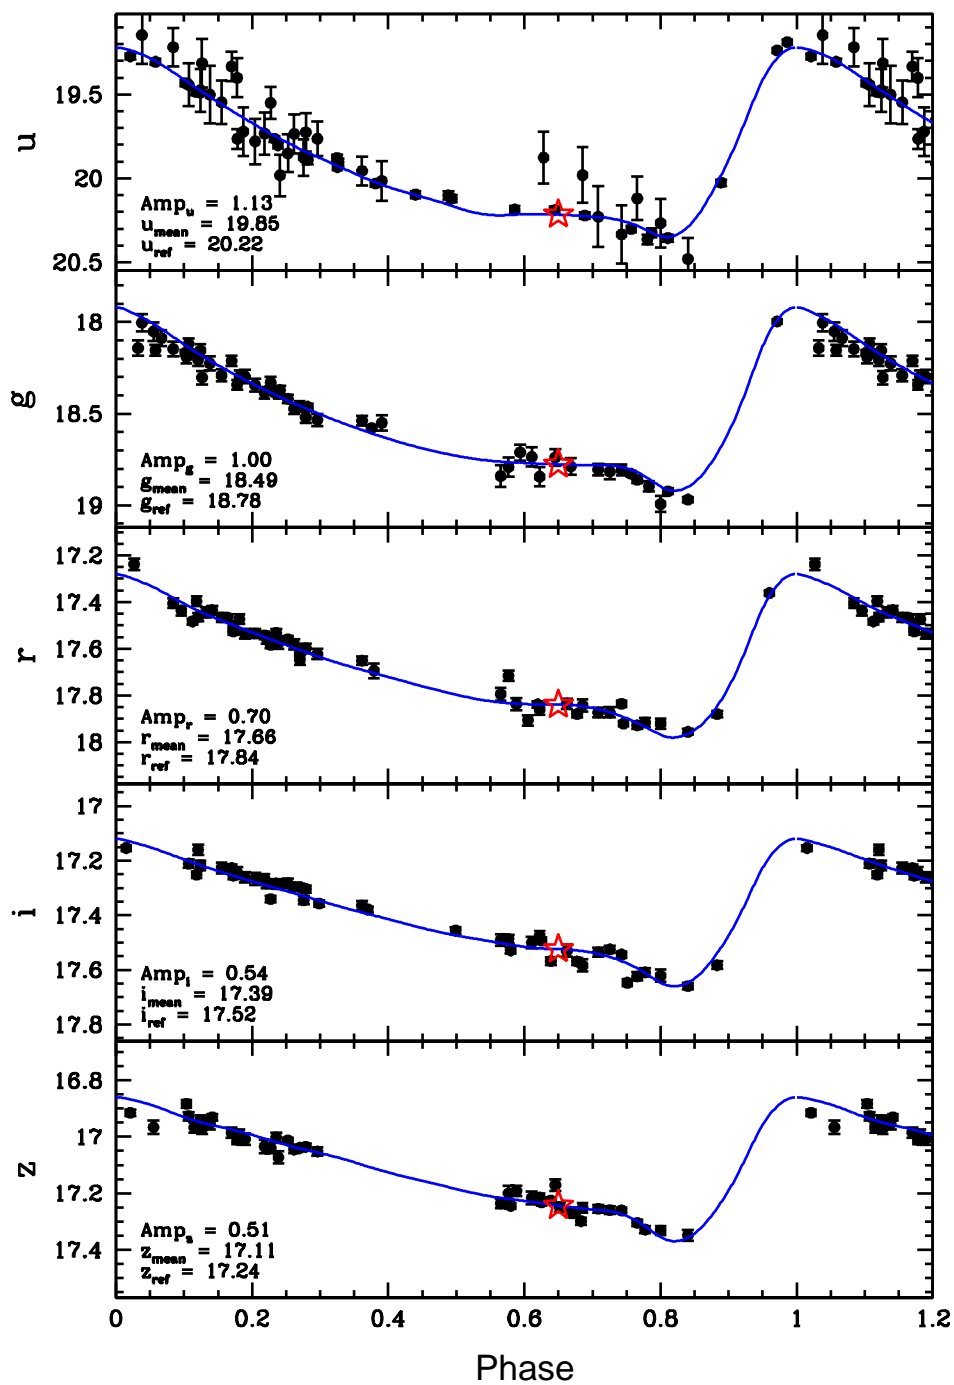 19.5
20
20.5
u
Amp_u = 1.13
u_mean = 19.85
u_ref = 20.22
18
18.5
19
g
Amp_g = 1.00
g_mean = 18.49
g_ref = 18.78
17.2
17.4
17.6
17.8
18
r
Amp_r = 0.70
r_mean = 17.66
r_ref = 17.84
17
17.2
17.4
17.6
17.8
i
Amp_i = 0.54
i_mean = 17.39
i_ref = 17.52
16.8
17
17.2
17.4
z
Amp_z = 0.51
z_mean = 17.11
z_ref = 17.24
0 0.2 0.4 0.6 0.8 1 1.2
Phase